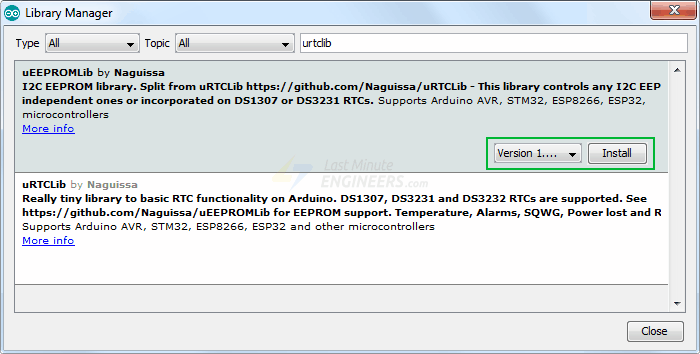 Library Manager
Type All Topic All urtclib
uEEPROMLib by Naguissa
I2C EEPROM library. Split from uRTCLib https://github.com/Naguissa/uRTCLib - This library controls any I2C EEP
independent ones or incorporated on DS1307 or DS3231 RTCs. Supports Arduino AVR, STM32, ESP8266, ESP32,
microcontrollers
More info
Version 1.... Install
Last Minute
ENGINEERS.com
uRTCLib by Naguissa
Really tiny library to basic RTC functionality on Arduino. DS1307, DS3231 and DS3232 RTCs are supported. See
https://github.com/Naguissa/uEEPROMLib for EEPROM support. Temperature, Alarms, SQWG, Power lost and R
Supports Arduino AVR, STM32, ESP8266, ESP32 and other microcontrollers
More info
Close